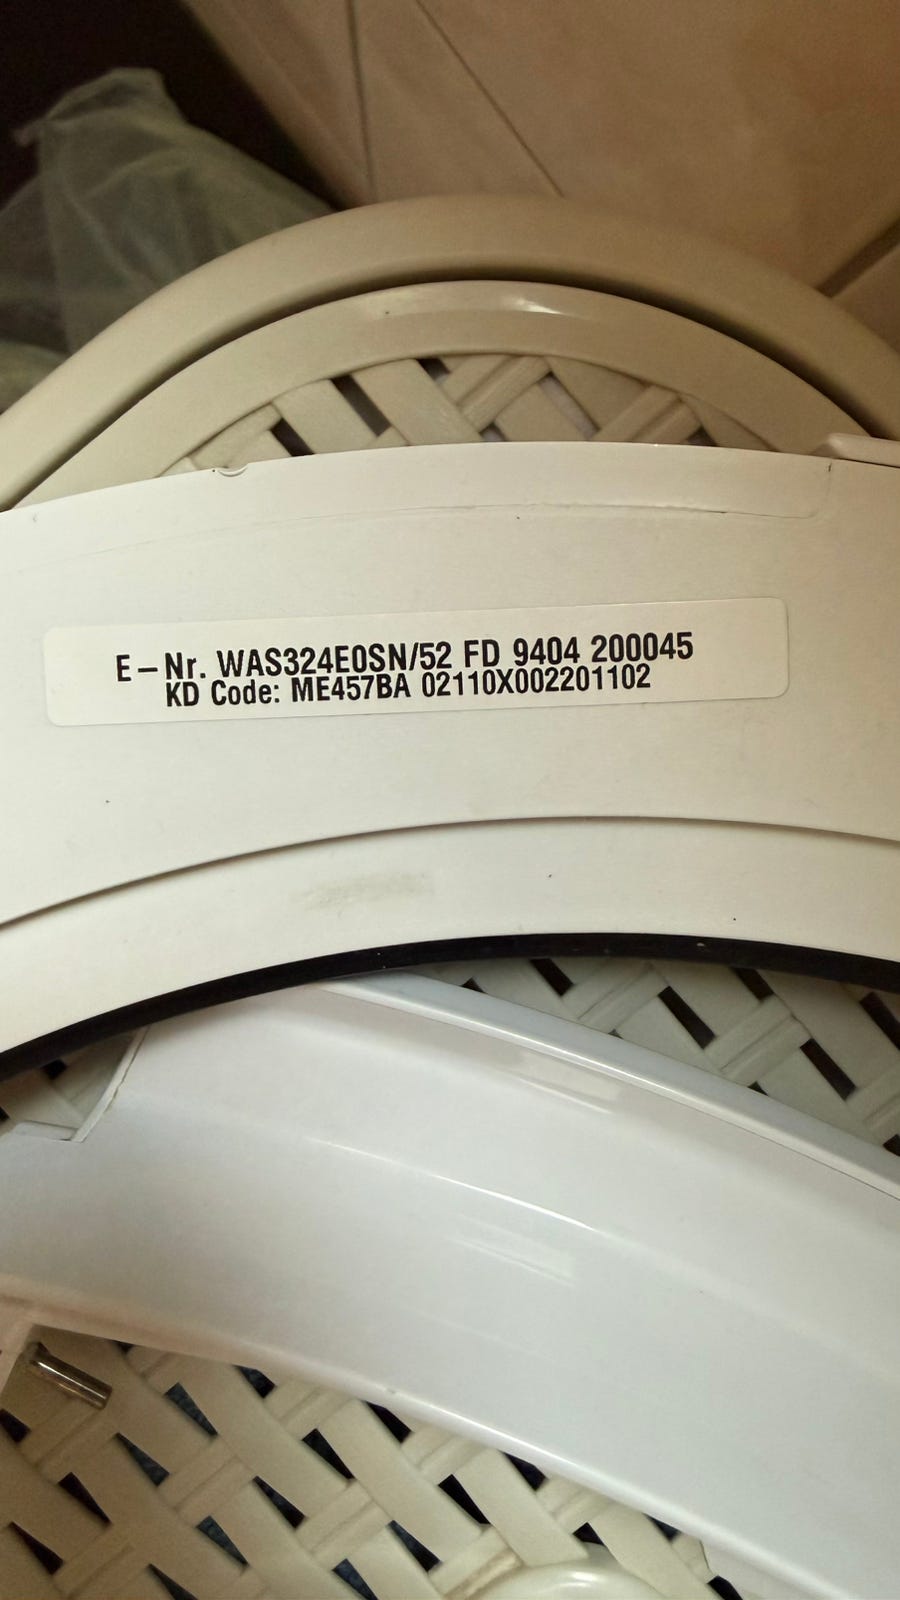 E-Nr. WAS324E0SN/52 FD 9404 200045
KD Code: ME457BA 02110X002201102